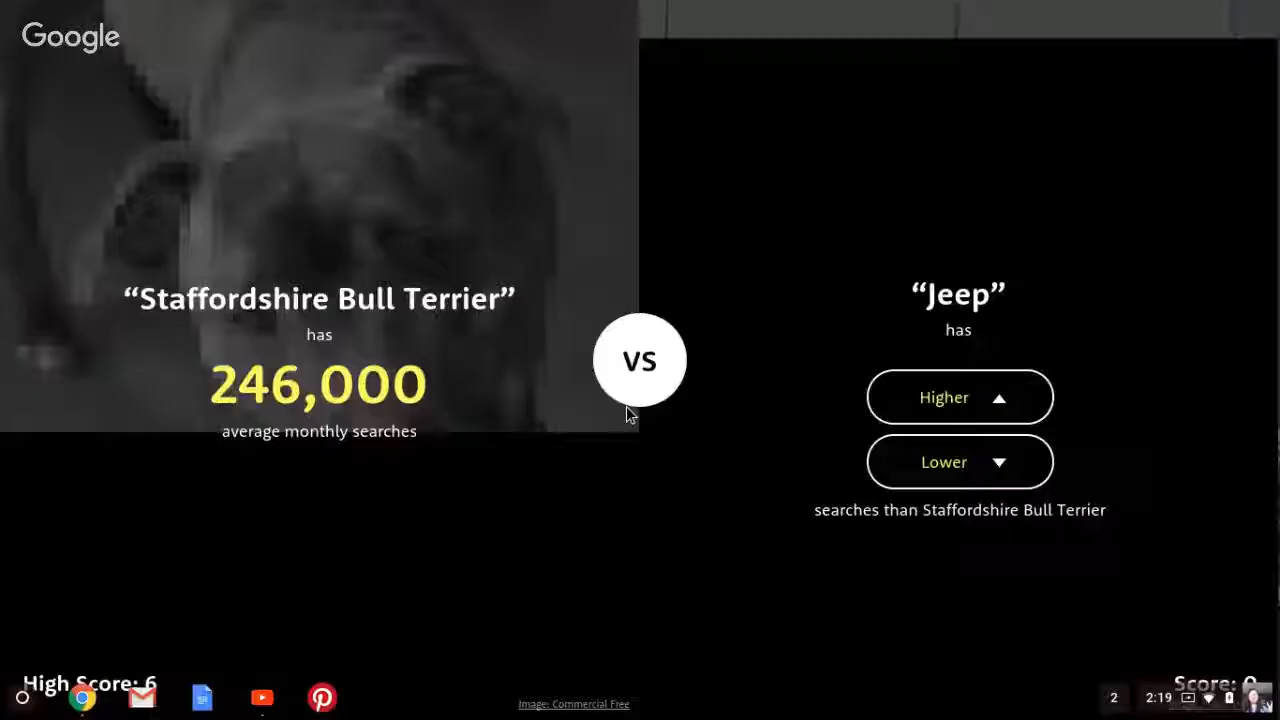 Google
“Staffordshire Bull Terrier”
has
246,000
average monthly searches
VS
“Jeep”
has
Higher
Lower
searches than Staffordshire Bull Terrier
High Score: 6
Image: Commercial Free
Score: 0
2
2:19